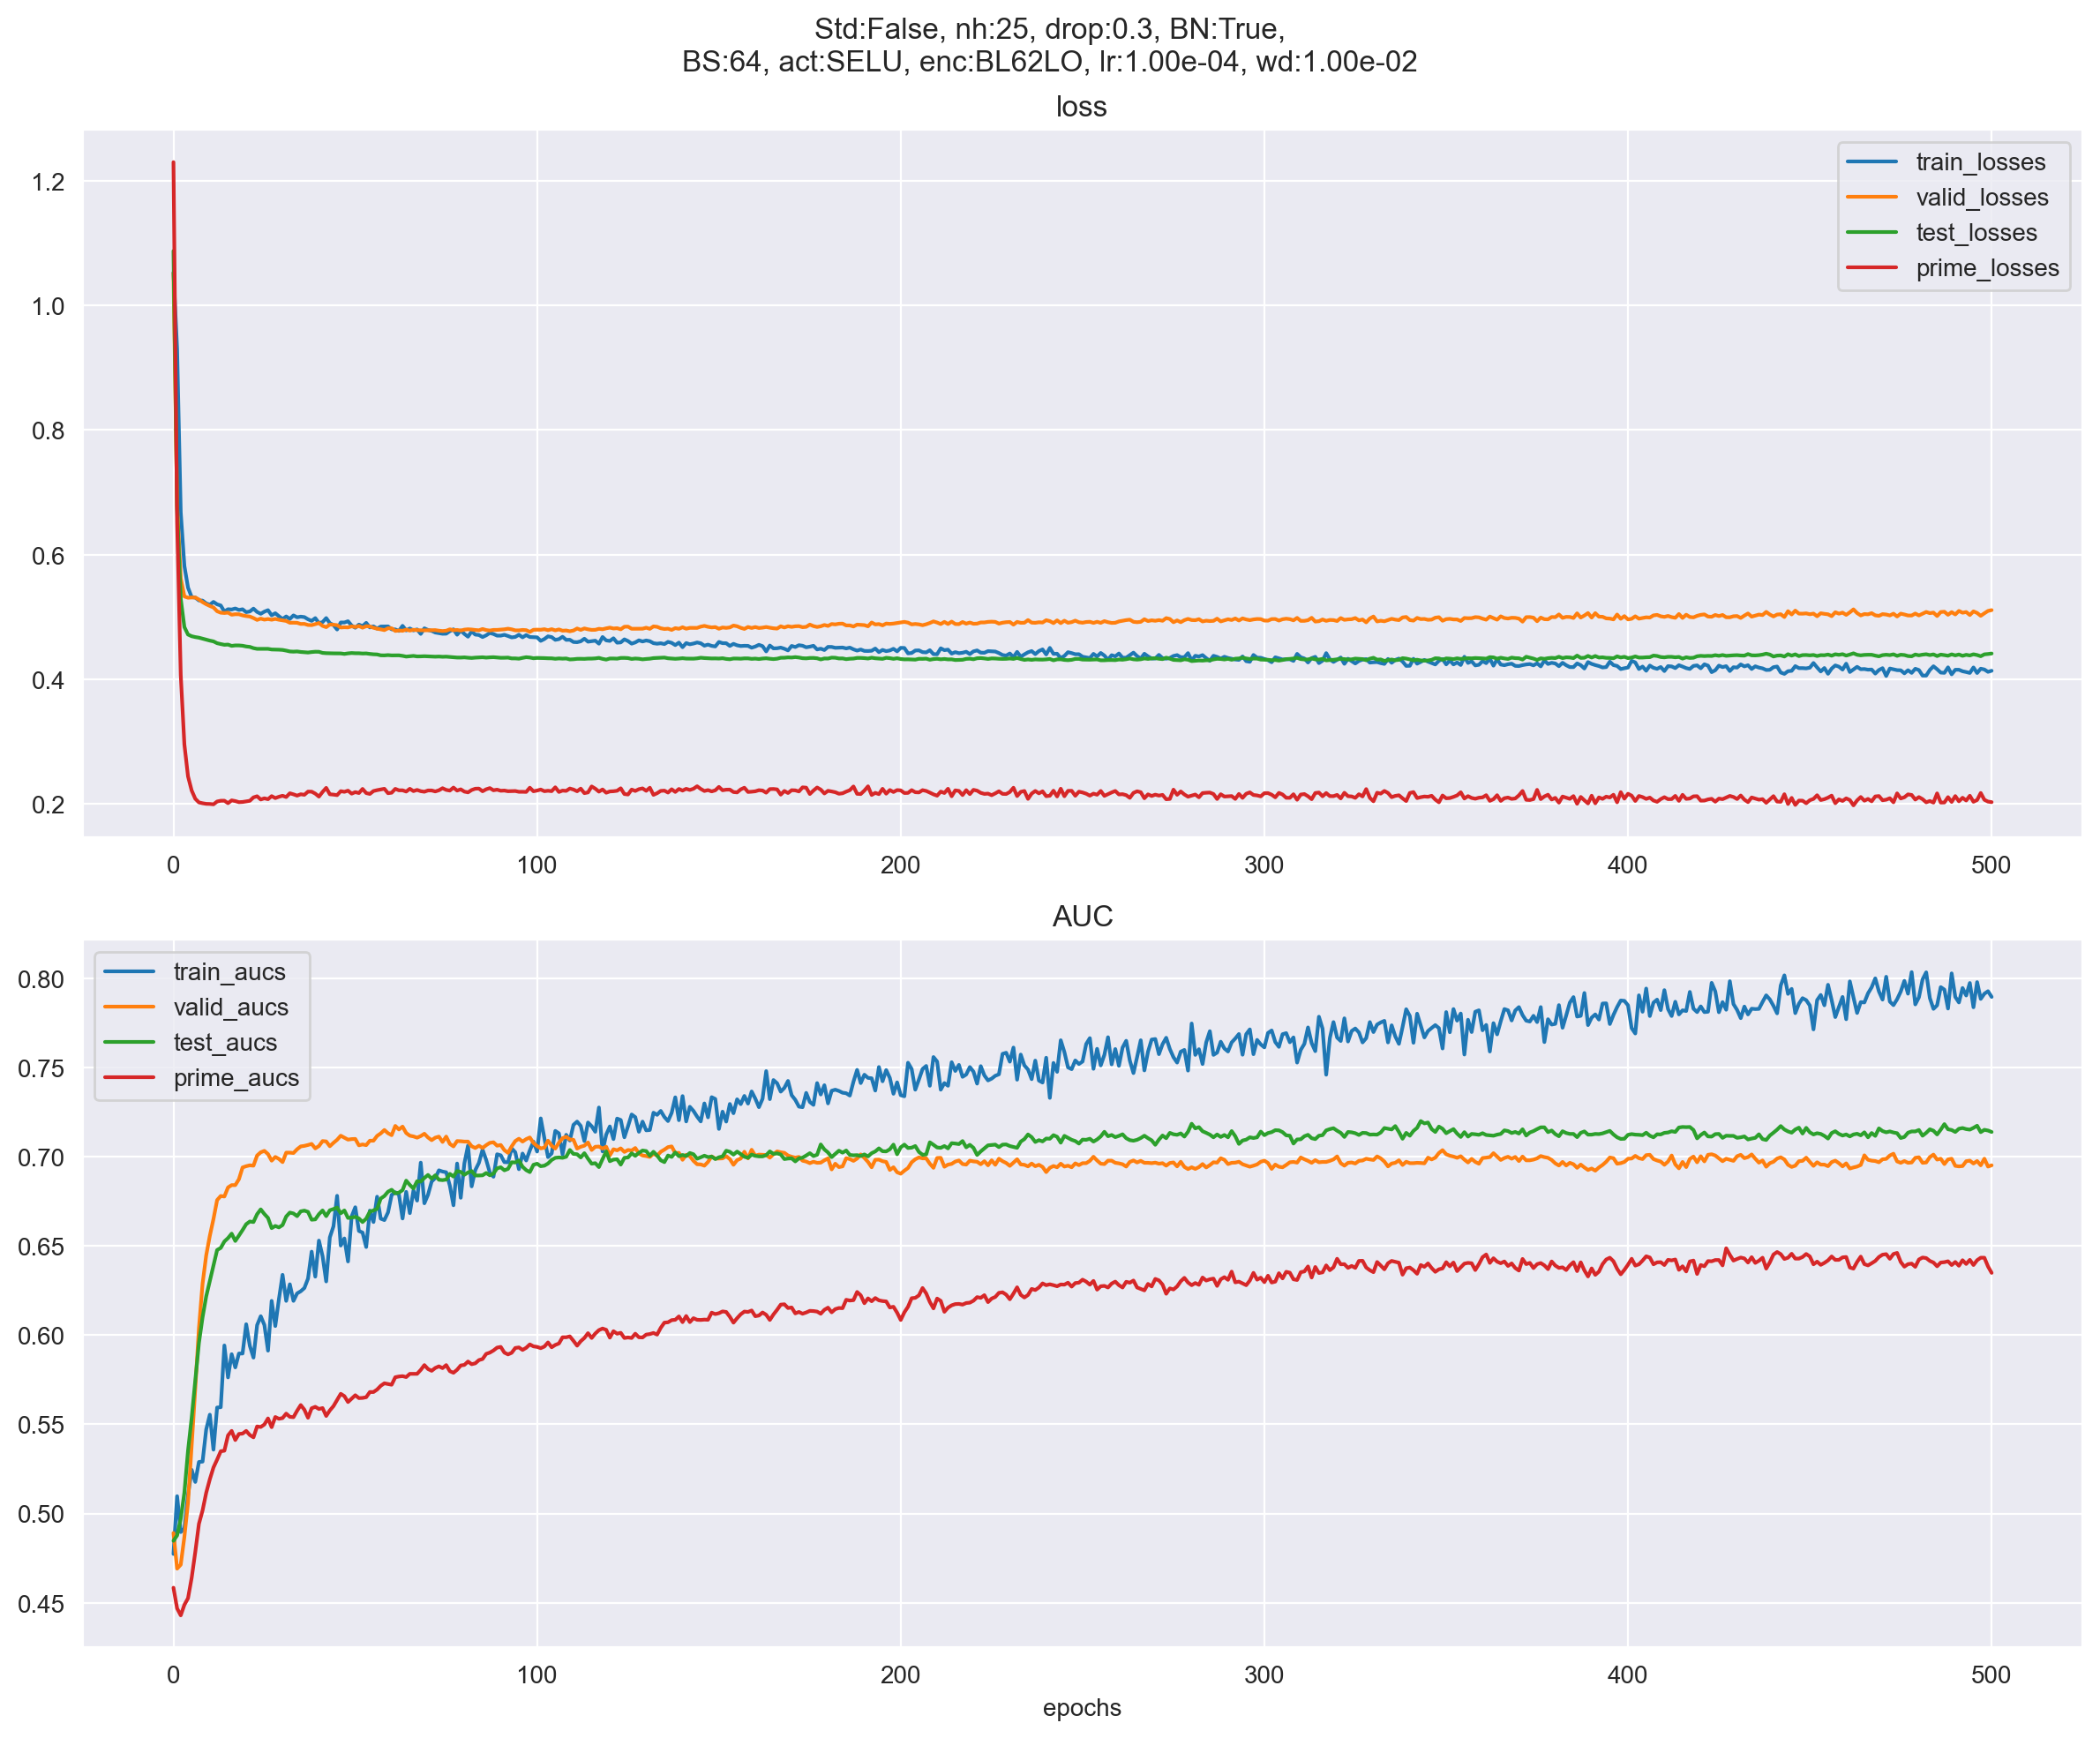 Std:False, nh:25, drop:0.3, BN:True,
BS:64, act:SELU, enc:BL62LO, lr:1.00e-04, wd:1.00e-02
loss
train_losses
valid_losses
test_losses
prime_losses
1.2
1.0
0.8
0.6
0.4
0.2
0 100 200 300 400 500
AUC
train_aucs
valid_aucs
test_aucs
prime_aucs
0.80
0.75
0.70
0.65
0.60
0.55
0.50
0.45
0 100 200 300 400 500
epochs